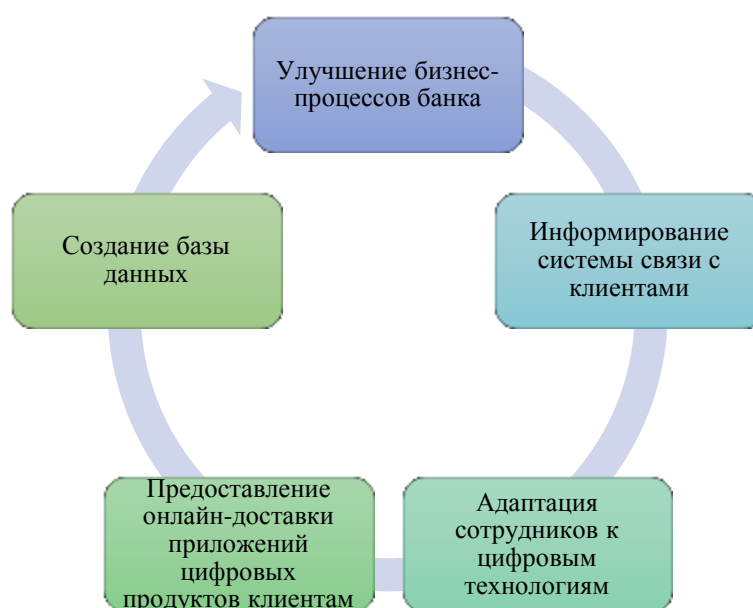 Улучшение бизнес-
процессов банка
Информирование
системы связи с
клиентами
Адаптация
сотрудников к
цифровым
технологиям
Предоставление
онлайн-доставки
приложений
цифровых
продуктов клиентам
Создание базы
данных